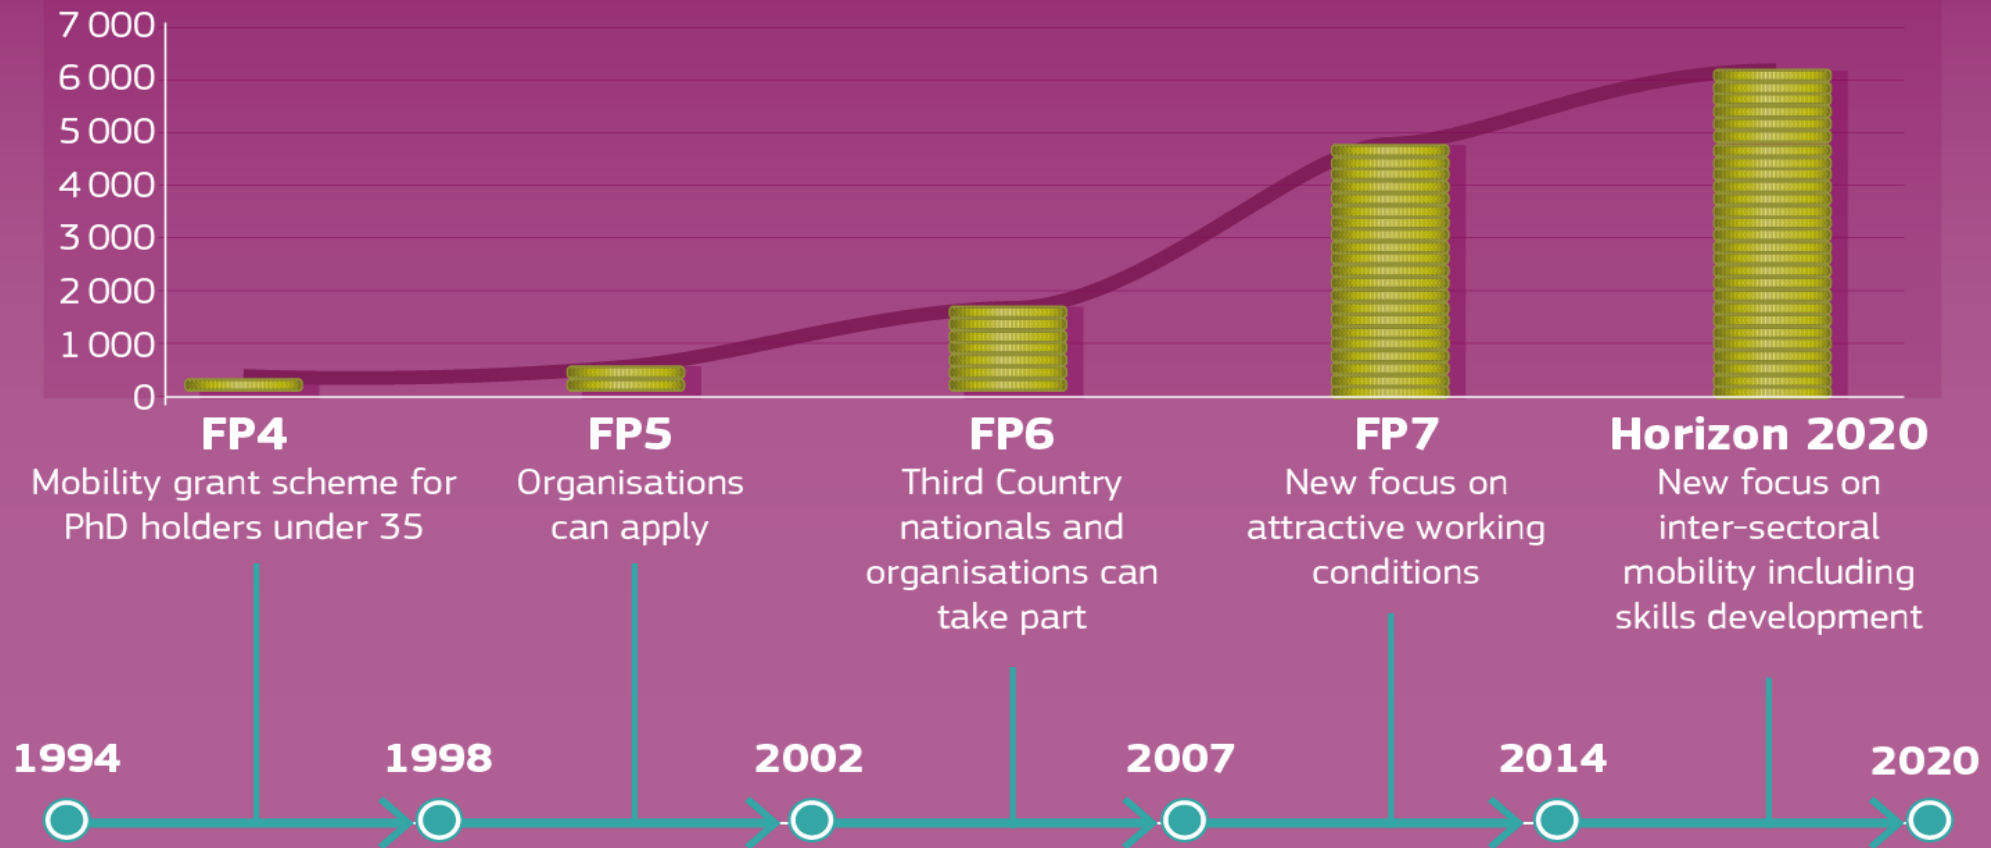 7 000
6 000
5 000
4 000
3 000
2 000
1 000
0
FP4
Mobility grant scheme for
PhD holders under 35
FP5
Organisations
can apply
FP6
Third Country
nationals and
organisations can
take part
FP7
New focus on
attractive working
conditions
Horizon 2020
New focus on
inter-sectoral
mobility including
skills development
1994
1998
2002
2007
2014
2020